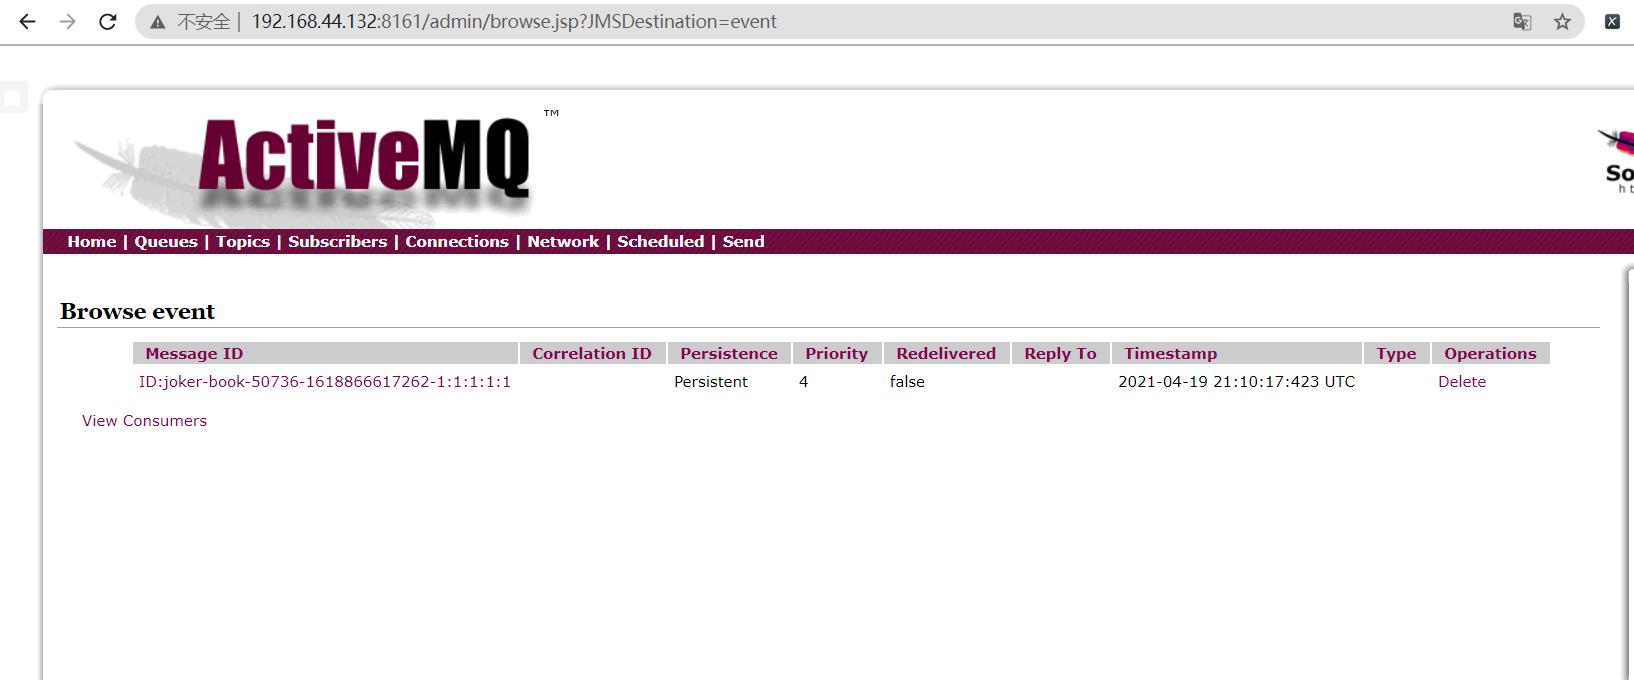 不安全 | 192.168.44.132:8161/admin/browse.jsp?JMSDestination=event
ActiveMQ ™
So
ht
Home | Queues | Topics | Subscribers | Connections | Network | Scheduled | Send
Browse event
Message ID Correlation ID Persistence Priority Redelivered Reply To Timestamp Type Operations
ID:joker-book-50736-1618866617262-1:1:1:1:1 Persistent 4 false 2021-04-19 21:10:17:423 UTC Delete
View Consumers